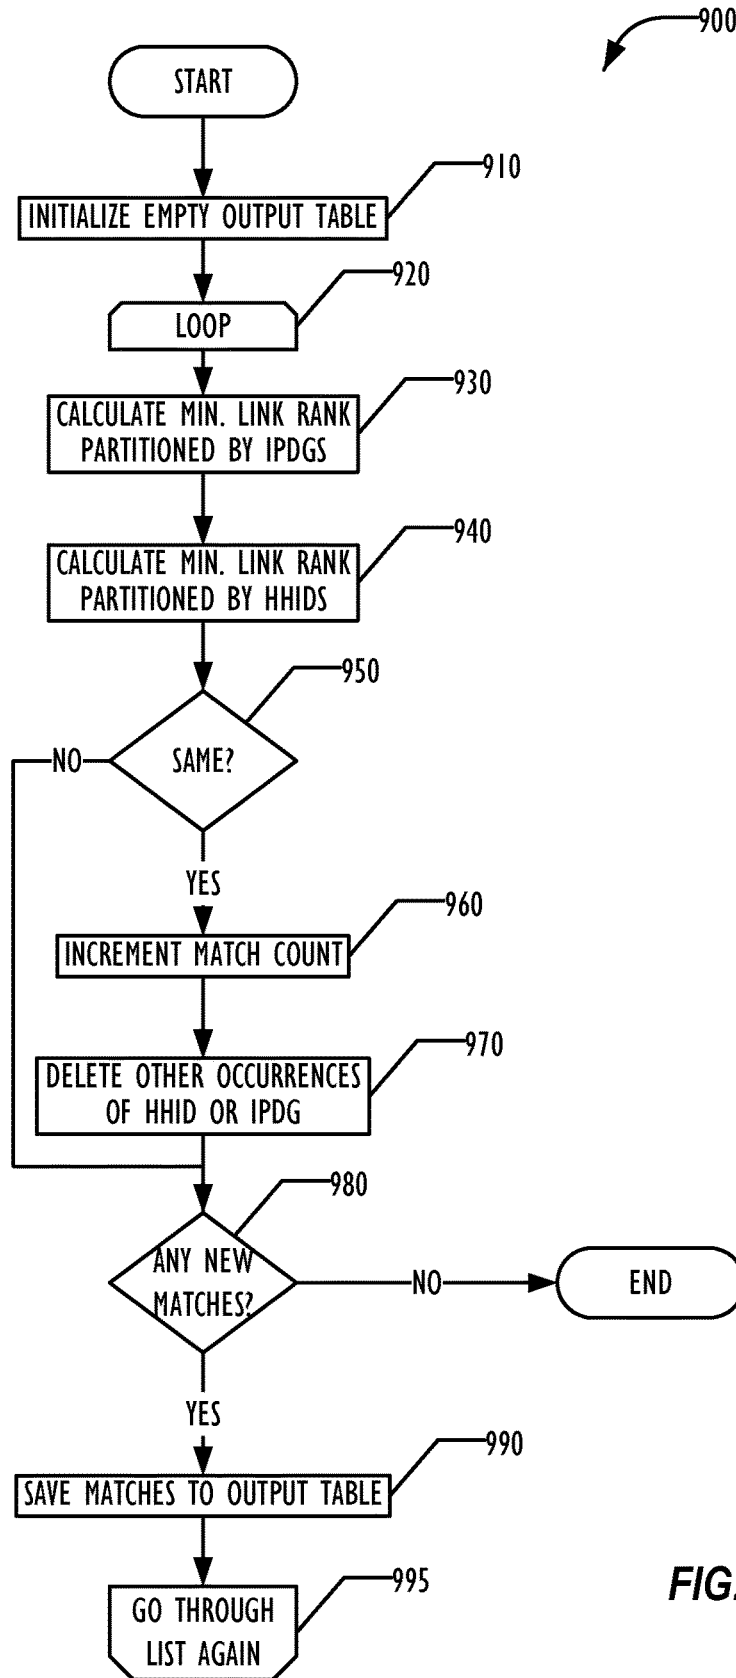 900
START
910
INITIALIZE EMPTY OUTPUT TABLE
920
LOOP
930
CALCULATE MIN. LINK RANK
PARTITIONED BY IPDGS
940
CALCULATE MIN. LINK RANK
PARTITIONED BY HHIDS
950
SAME?
NO
YES
960
INCREMENT MATCH COUNT
970
DELETE OTHER OCCURRENCES
OF HHID OR IPDG
980
ANY NEW
MATCHES?
NO
END
YES
990
SAVE MATCHES TO OUTPUT TABLE
995
GO THROUGH
LIST AGAIN
FIG.